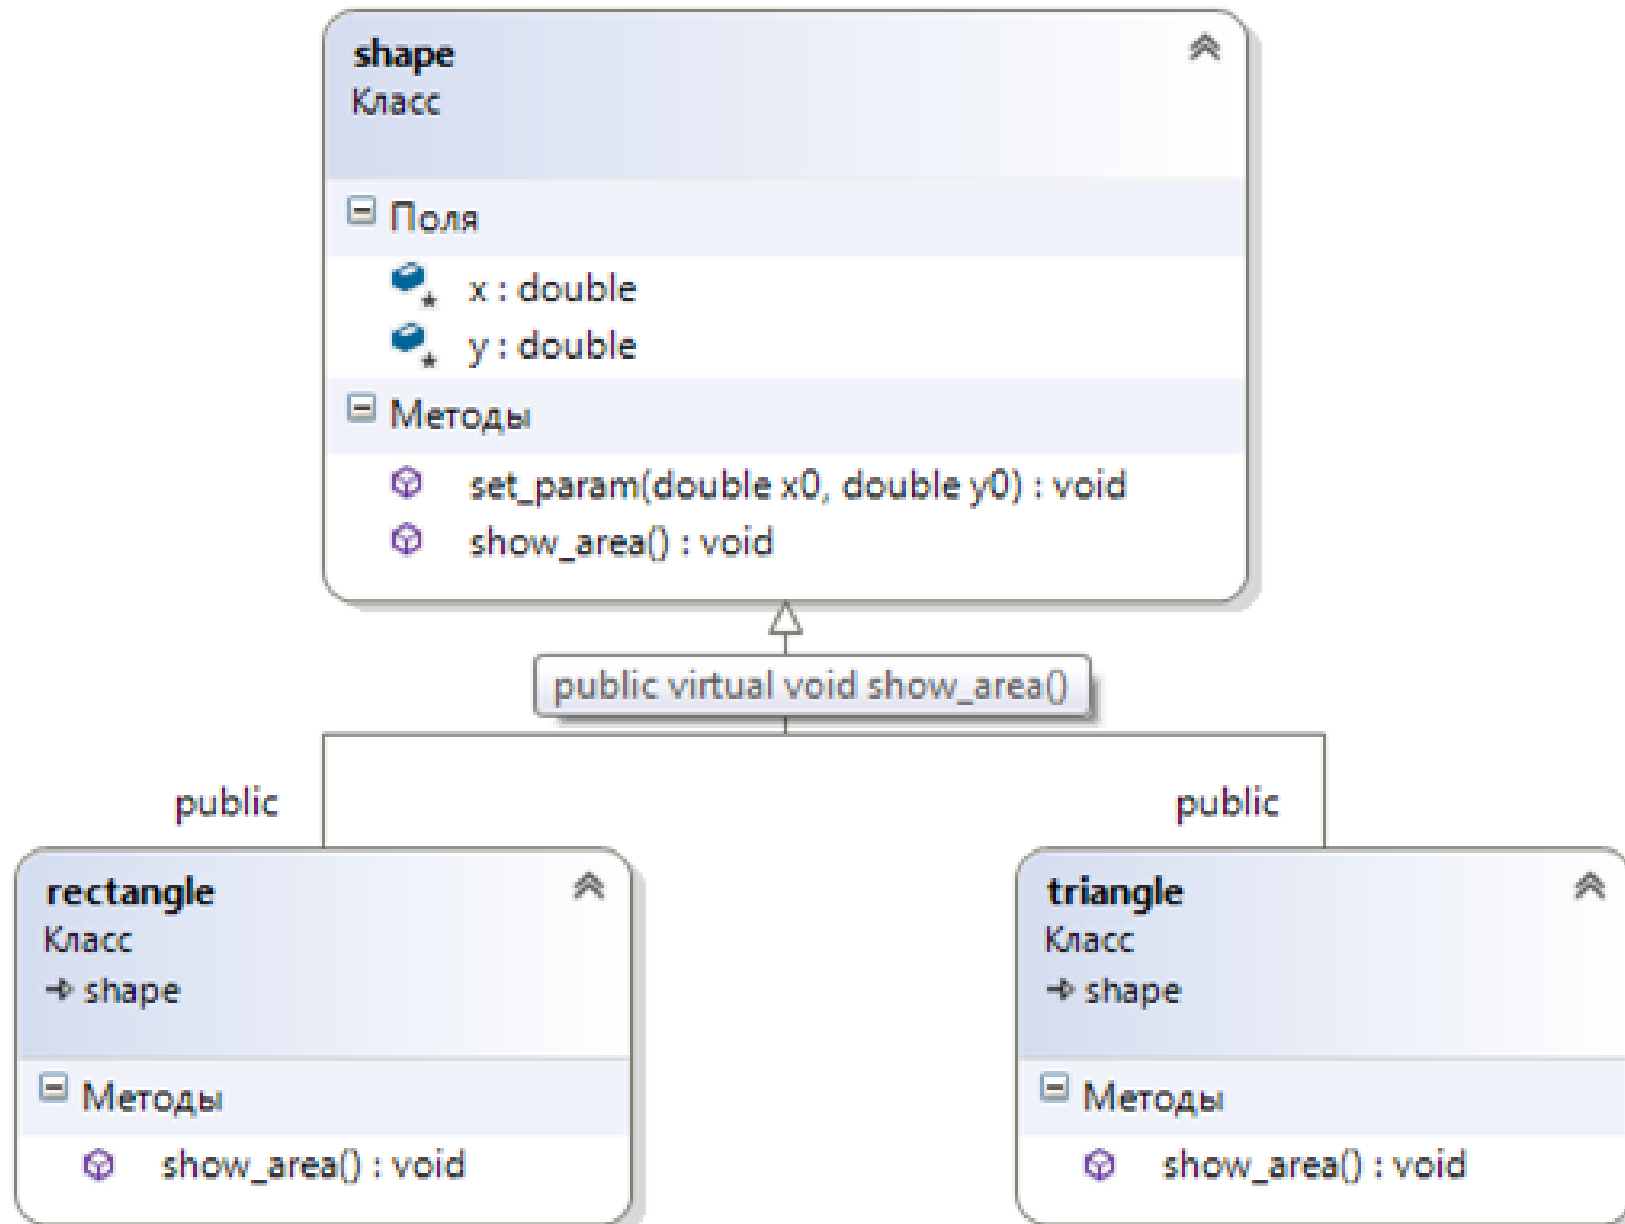 shape
Класс
Поля
x : double
y : double
Методы
set_param(double x0, double y0) : void
show_area() : void
public virtual void show_area()
public
public
rectangle
Класс
shape
Методы
show_area() : void
triangle
Класс
shape
Методы
show_area() : void